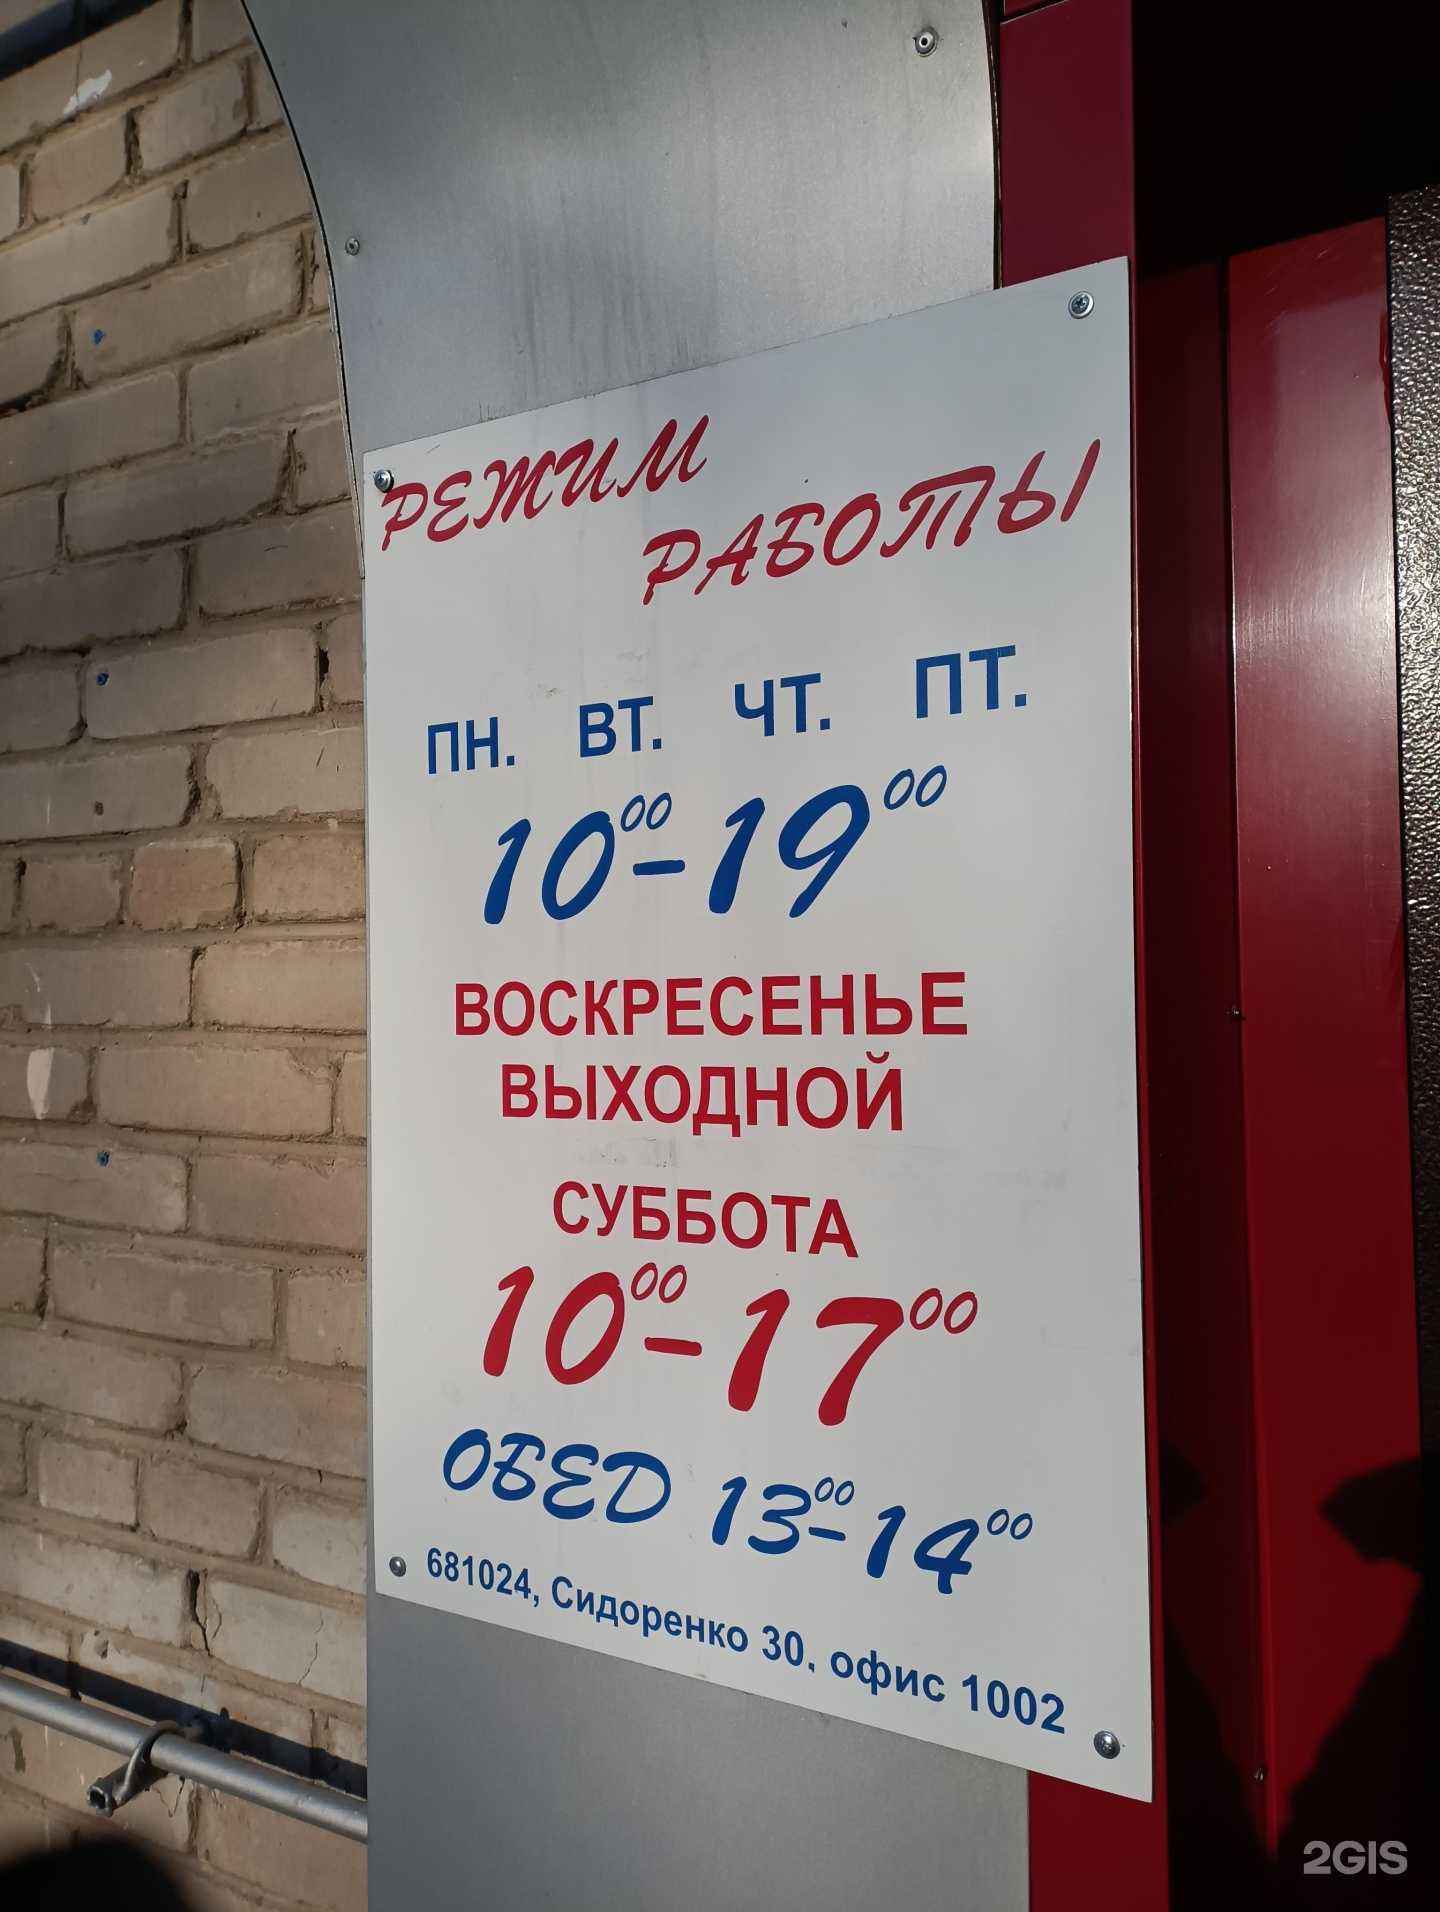 РЕЖИМ
РАБОТЫ
ПН. ВТ. ЧТ. ПТ.
10⁰⁰-19⁰⁰
ВОСКРЕСЕНЬЕ
ВЫХОДНОЙ
СУББОТА
10⁰⁰-17⁰⁰
ОБЕД 13⁰⁰-14⁰⁰
681024, Сидоренко 30, офис 1002
2GIS